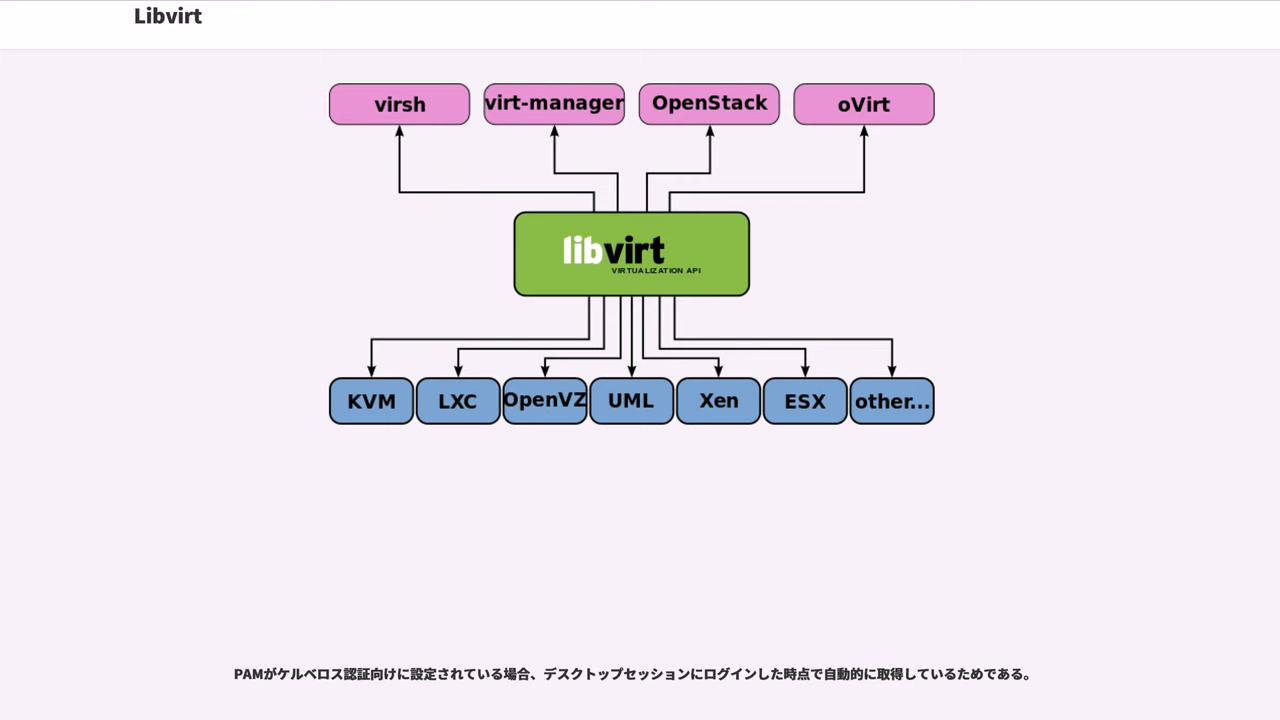 Libvirt
virsh
virt-manager
OpenStack
oVirt
libvirt
VIRTUALIZATION API
KVM
LXC
OpenVZ
UML
Xen
ESX
other...
PAMがケルベロス認証向けに設定されている場合、デスクトップセッションにログインした時点で自動的に取得しているためである。